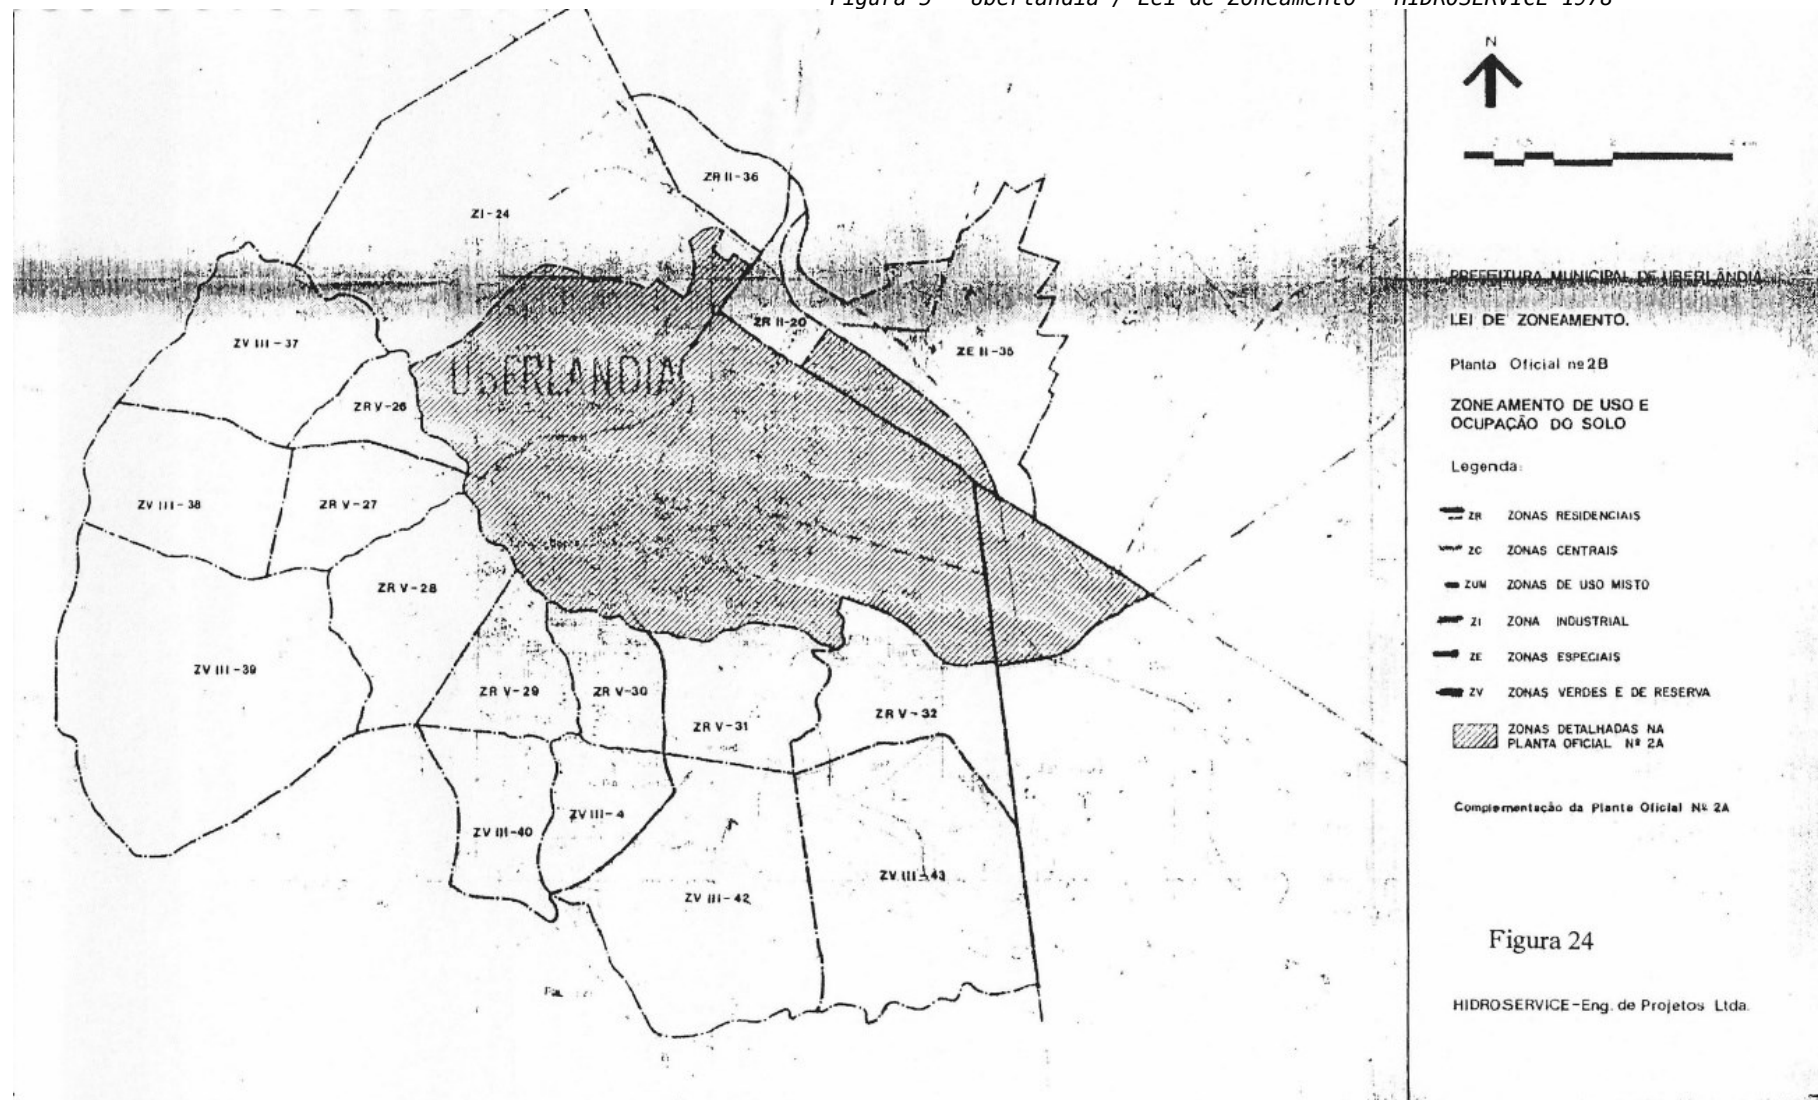 Figura 5 - Uberlândia / Lei de Zoneamento - HIDROSERVICE 1978
N
ZR II-36
ZI-24
ZR II-20
ZE II-35
ZV III-37
UBERLANDIA
ZR V-26
ZV III-38
ZR V-27
ZR V-28
ZV III-39
ZR V-29
ZR V-30
ZR V-31
ZR V-32
ZV III-40
ZV III-4
ZV III-42
ZV III-43
PREFEITURA MUNICIPAL DE UBERLÂNDIA
LEI DE ZONEAMENTO.
Planta Oficial nº 2B
ZONEAMENTO DE USO E
OCUPAÇÃO DO SOLO
Legenda:
ZR ZONAS RESIDENCIAIS
ZC ZONAS CENTRAIS
ZUM ZONAS DE USO MISTO
ZI ZONA INDUSTRIAL
ZE ZONAS ESPECIAIS
ZV ZONAS VERDES E DE RESERVA
ZONAS DETALHADAS NA
PLANTA OFICIAL Nº 2A
Complementação da Planta Oficial Nº 2A
Figura 24
HIDROSERVICE-Eng. de Projetos Ltda.